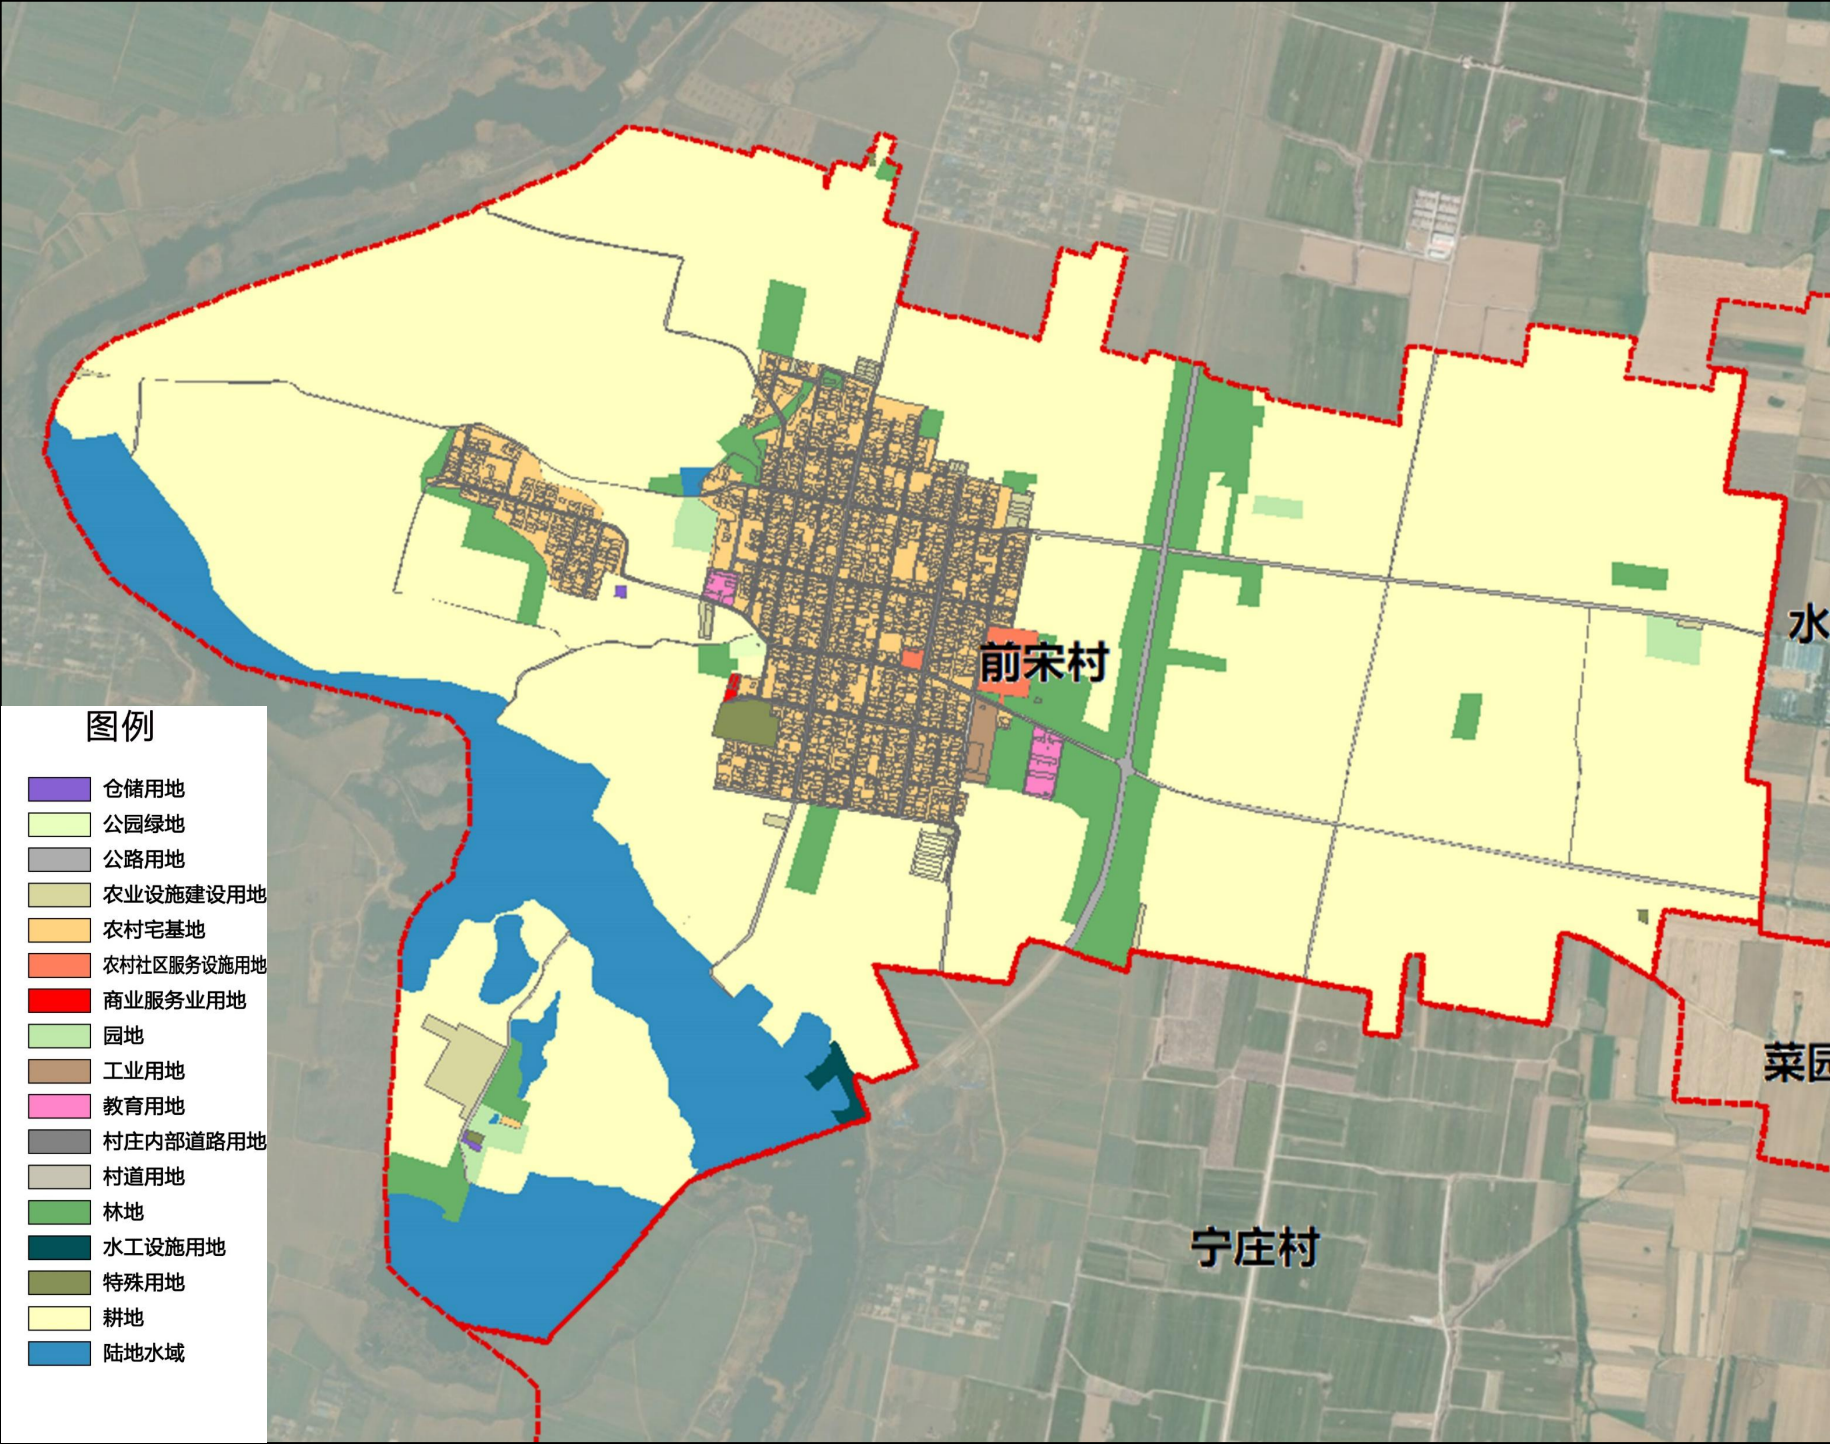 前宋村
水
菜园
宁庄村
图例
仓储用地
公园绿地
公路用地
农业设施建设用地
农村宅基地
农村社区服务设施用地
商业服务业用地
园地
工业用地
教育用地
村庄内部道路用地
村道用地
林地
水工设施用地
特殊用地
耕地
陆地水域